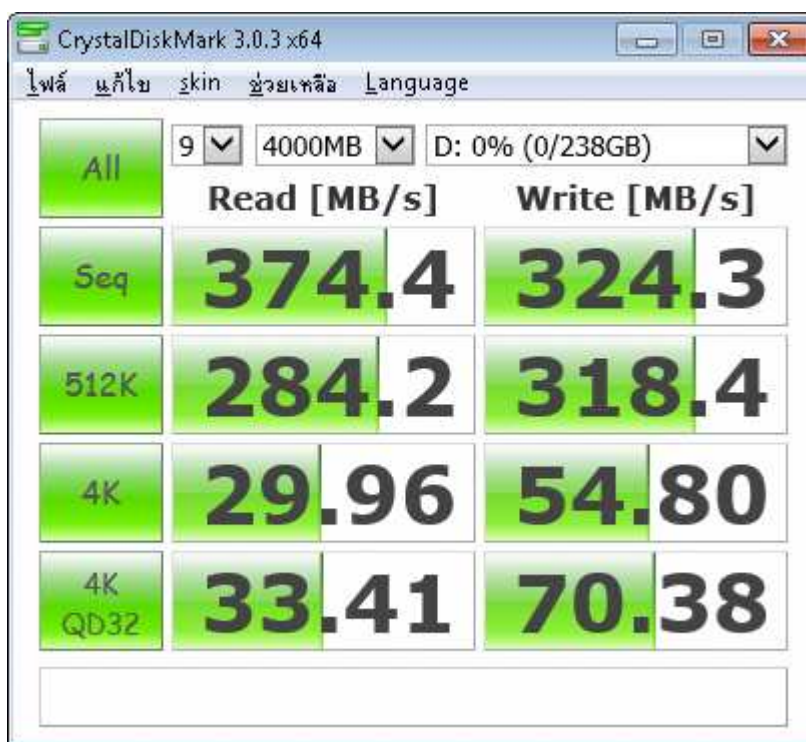 CrystalDiskMark 3.0.3 x64
ไฟล์ แก้ไข skin ช่วยเหลือ Language
All 9 4000MB D: 0% (0/238GB)
Read [MB/s] Write [MB/s]
Seq 374.4 324.3
512K 284.2 318.4
4K 29.96 54.80
4K QD32 33.41 70.38